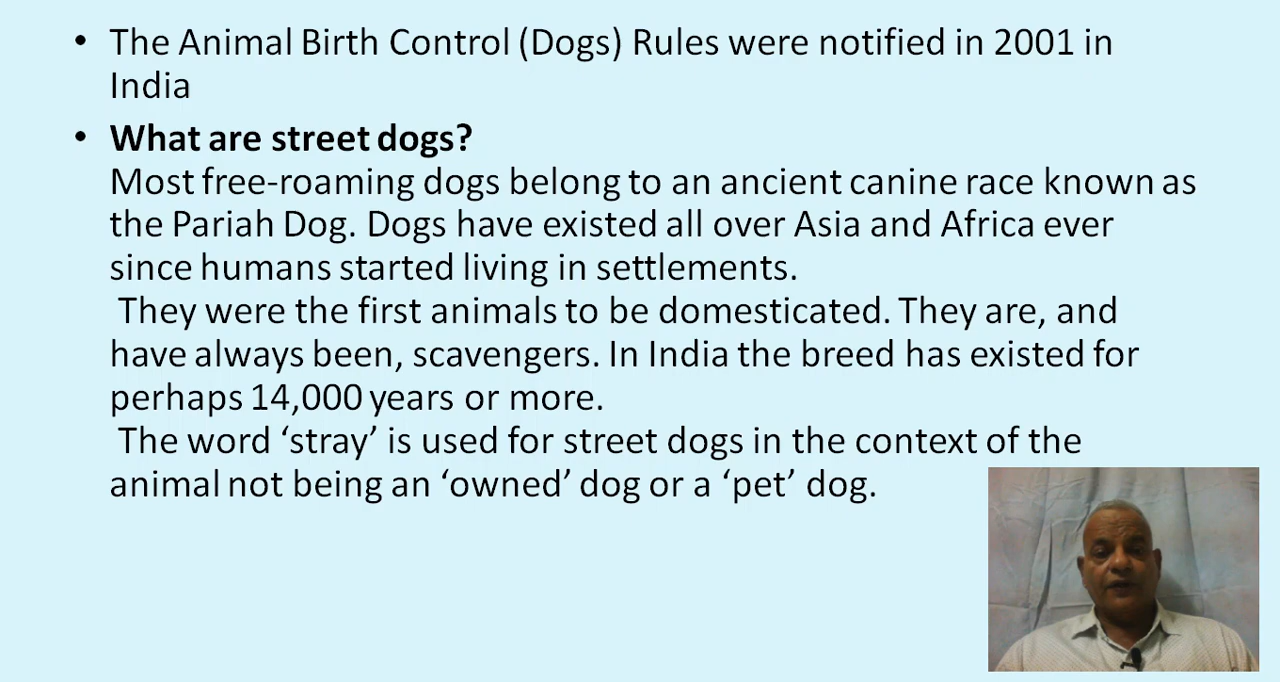 • The Animal Birth Control (Dogs) Rules were notified in 2001 in
India
• What are street dogs?
Most free-roaming dogs belong to an ancient canine race known as
the Pariah Dog. Dogs have existed all over Asia and Africa ever
since humans started living in settlements.
They were the first animals to be domesticated. They are, and
have always been, scavengers. In India the breed has existed for
perhaps 14,000 years or more.
The word ‘stray’ is used for street dogs in the context of the
animal not being an ‘owned’ dog or a ‘pet’ dog.